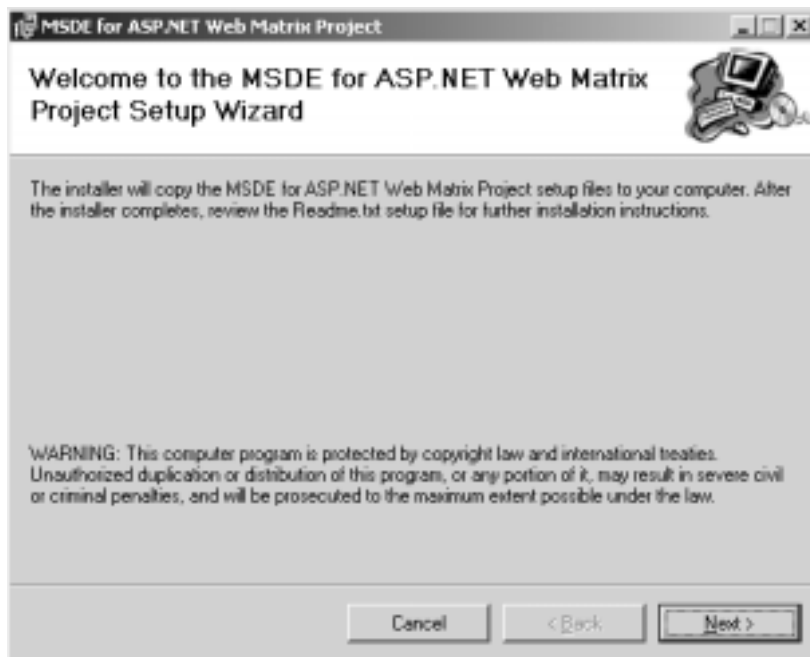 MSDE for ASP.NET Web Matrix Project
Welcome to the MSDE for ASP.NET Web Matrix
Project Setup Wizard
The installer will copy the MSDE for ASP.NET Web Matrix Project setup files to your computer. After
the installer completes, review the Readme.txt setup file for further installation instructions.
WARNING: This computer program is protected by copyright law and international treaties.
Unauthorized duplication or distribution of this program, or any portion of it, may result in severe civil
or criminal penalties, and will be prosecuted to the maximum extent possible under the law.
Cancel
< Back
Next >